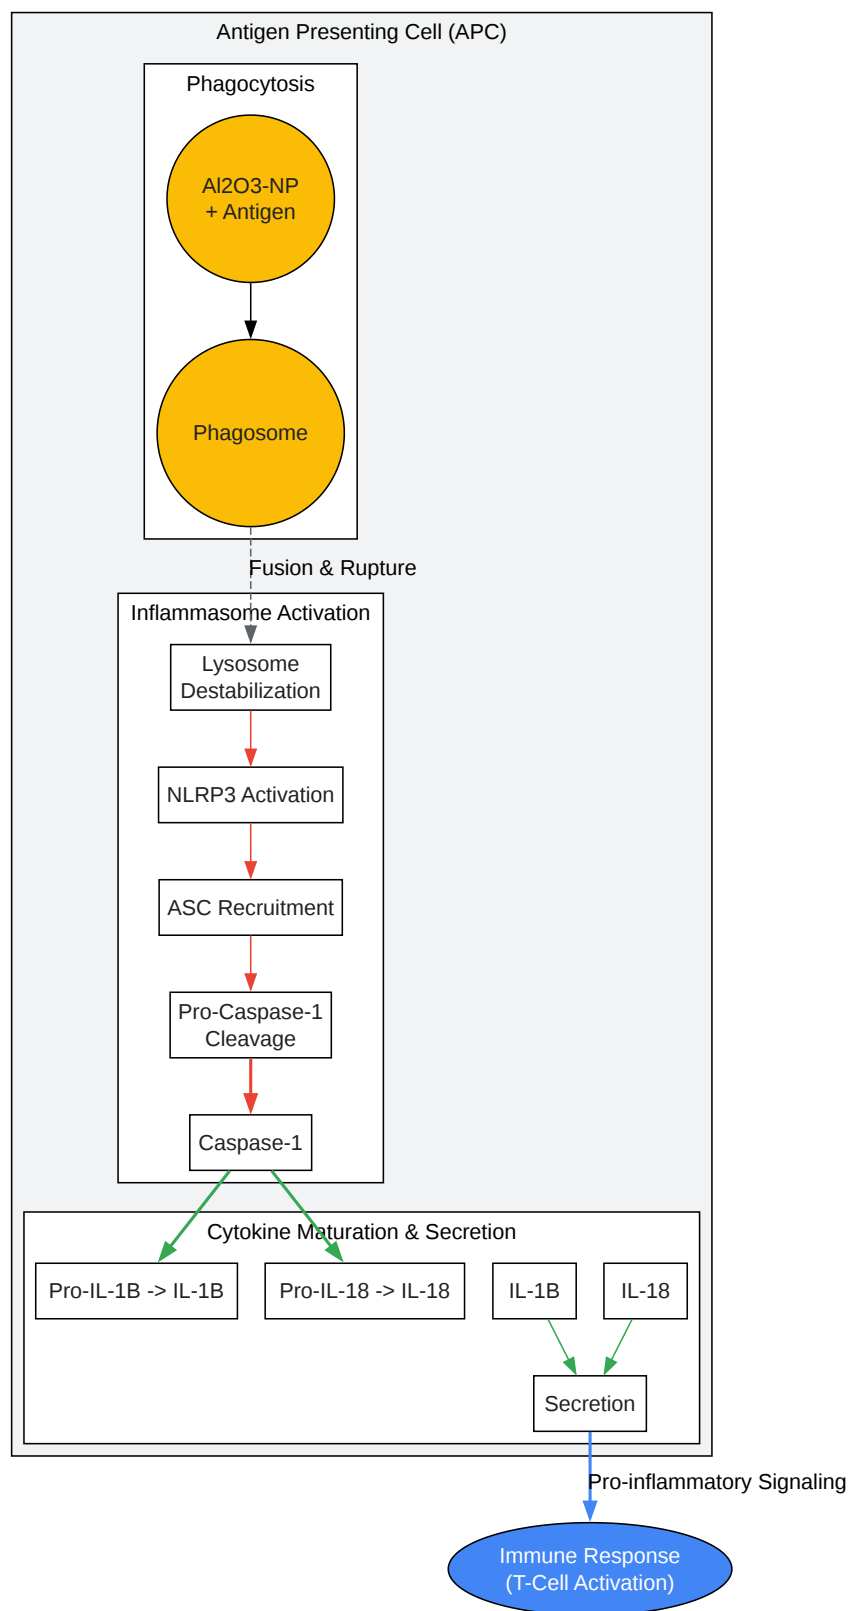 Antigen Presenting Cell (APC)
Phagocytosis
Al2O3-NP
+ Antigen
Phagosome
Fusion & Rupture
Inflammasome Activation
Lysosome
Destabilization
NLRP3 Activation
ASC Recruitment
Pro-Caspase-1
Cleavage
Caspase-1
Cytokine Maturation & Secretion
Pro-IL-1B -> IL-1B
Pro-IL-18 -> IL-18
IL-1B
IL-18
Secretion
Pro-inflammatory Signaling
Immune Response
(T-Cell Activation)